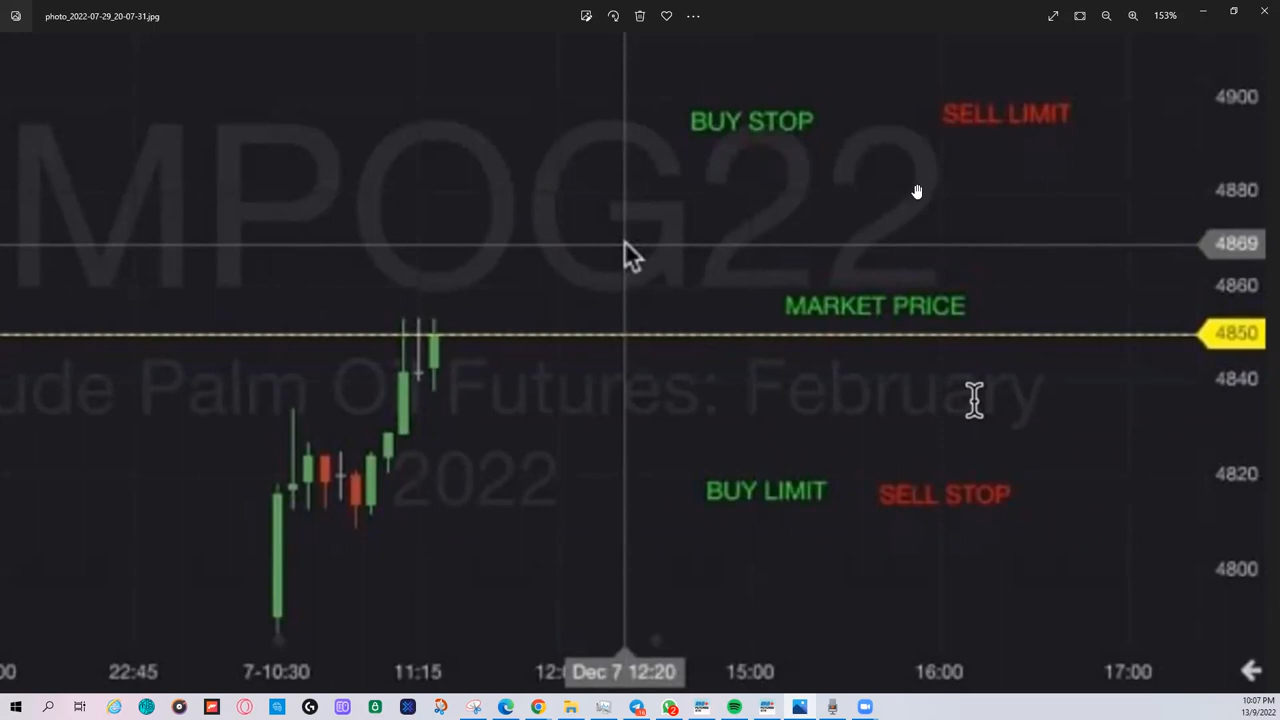 photo_2022-07-29_20-07-31.jpg
153%
MPOG22
BUY STOP
SELL LIMIT
4900
4880
4869
4860
MARKET PRICE
4850
4840
ude Palm Oil Futures: February
2022
4820
BUY LIMIT
SELL STOP
4800
22:45
7-10:30
11:15
Dec 7 12:20
15:00
16:00
17:00
10:07 PM
13/9/2022